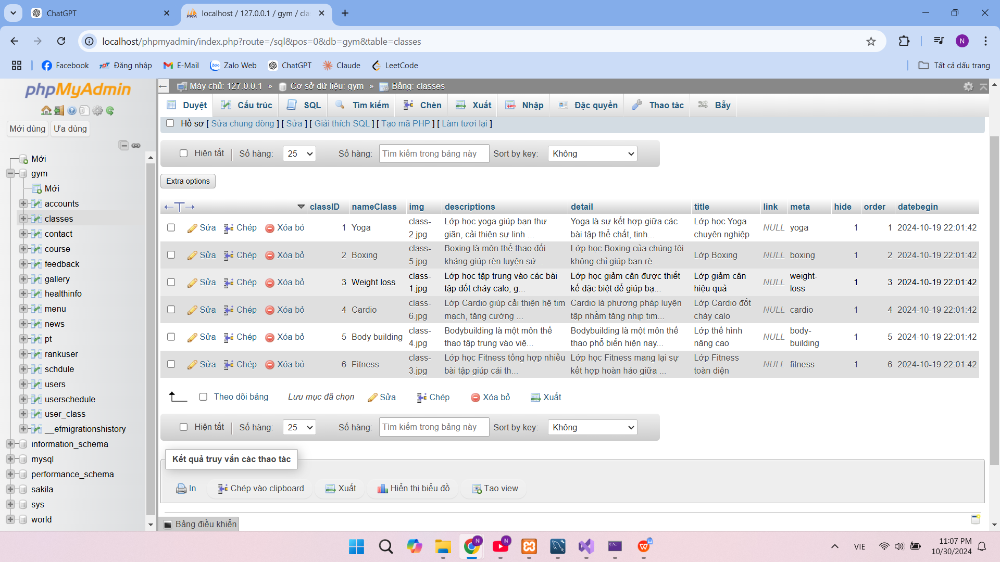 ChatGPT
localhost / 127.0.0.1 / gym / cla
localhost/phpmyadmin/index.php?route=/sql&pos=0&db=gym&table=classes
N
Facebook
Đăng nhập
E-Mail
Zalo Web
ChatGPT
Claude
LeetCode
Tất cả dấu trang
phpMyAdmin
Mới dùng
Ưa dùng
Mới
gym
Mới
accounts
classes
contact
course
feedback
gallery
healthinfo
menu
news
pt
rankuser
schdule
users
userschedule
user_class
__efmigrationshistory
information_schema
mysql
performance_schema
sakila
sys
world
Máy chủ: 127.0.0.1 » Cơ sở dữ liệu: gym » Bảng: classes
Duyệt Cấu trúc SQL Tìm kiếm Chèn Xuất Nhập Đặc quyền Thao tác Bẫy
Hồ sơ [ Sửa chung dòng ] [ Sửa ] [ Giải thích SQL ] [ Tạo mã PHP ] [ Làm tươi lại ]
Hiện tất Số hàng: 25 Số hàng: Tìm kiếm trong bảng này Sort by key: Không
Extra options
←T→ classID nameClass img descriptions detail title link meta hide order datebegin
Sửa Chép Xóa bỏ 1 Yoga class-2.jpg Lớp học yoga giúp bạn thư giãn, cải thiện sự linh ... Yoga là sự kết hợp giữa các bài tập thể chất, tinh... Lớp học Yoga chuyên nghiệp NULL yoga 1 1 2024-10-19 22:01:42
Sửa Chép Xóa bỏ 2 Boxing class-5.jpg Boxing là môn thể thao đối kháng giúp rèn luyện sứ... Lớp học Boxing của chúng tôi không chỉ giúp bạn rè... Lớp Boxing NULL boxing 1 2 2024-10-19 22:01:42
Sửa Chép Xóa bỏ 3 Weight loss class-1.jpg Lớp học tập trung vào các bài tập đốt cháy calo, g... Lớp học giảm cân được thiết kế đặc biệt để giúp bạ... Lớp giảm cân hiệu quả NULL weight-loss 1 3 2024-10-19 22:01:42
Sửa Chép Xóa bỏ 4 Cardio class-6.jpg Lớp Cardio giúp cải thiện hệ tim mạch, tăng cường ... Cardio là phương pháp luyện tập nhằm tăng nhịp tim... Lớp Cardio đốt cháy calo NULL cardio 1 4 2024-10-19 22:01:42
Sửa Chép Xóa bỏ 5 Body building class-4.jpg Bodybuilding là một môn thể thao tập trung vào việ... Bodybuilding là một môn thể thao phổ biến hiện nay... Lớp thể hình nâng cao NULL body-building 1 5 2024-10-19 22:01:42
Sửa Chép Xóa bỏ 6 Fitness class-3.jpg Lớp học Fitness tổng hợp nhiều bài tập giúp cải th... Lớp học Fitness mang lại sự kết hợp hoàn hảo giữa ... Lớp Fitness toàn diện NULL fitness 1 6 2024-10-19 22:01:42
Theo dõi bảng Lưu mục đã chọn Sửa Chép Xóa bỏ Xuất
Hiện tất Số hàng: 25 Số hàng: Tìm kiếm trong bảng này Sort by key: Không
Kết quả truy vấn các thao tác
In Chép vào clipboard Xuất Hiển thị biểu đồ Tạo view
Bảng điều khiển
VIE
11:07 PM
10/30/2024